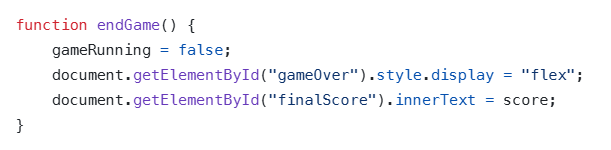 function endGame() {
    gameRunning = false;
    document.getElementById("gameOver").style.display = "flex";
    document.getElementById("finalScore").innerText = score;
}